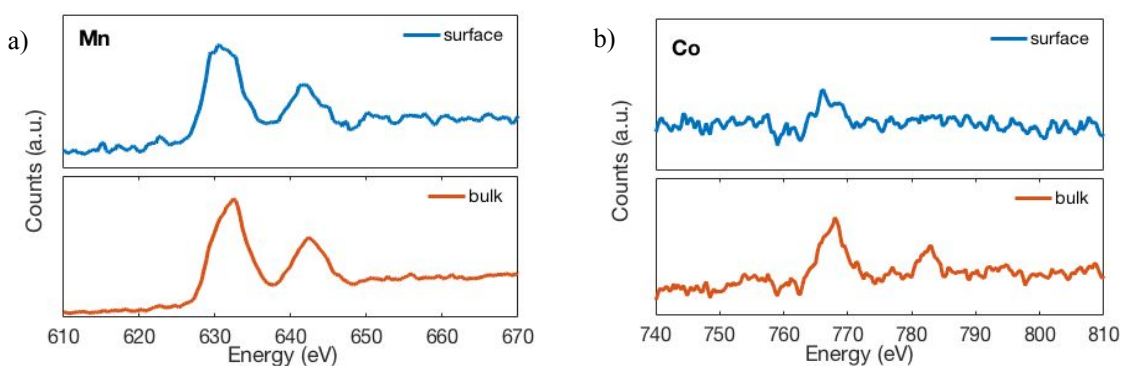 a)
Mn
surface
bulk
Counts (a.u.)
610 620 630 640 650 660 670
Energy (eV)
b)
Co
surface
bulk
Counts (a.u.)
740 750 760 770 780 790 800 810
Energy (eV)